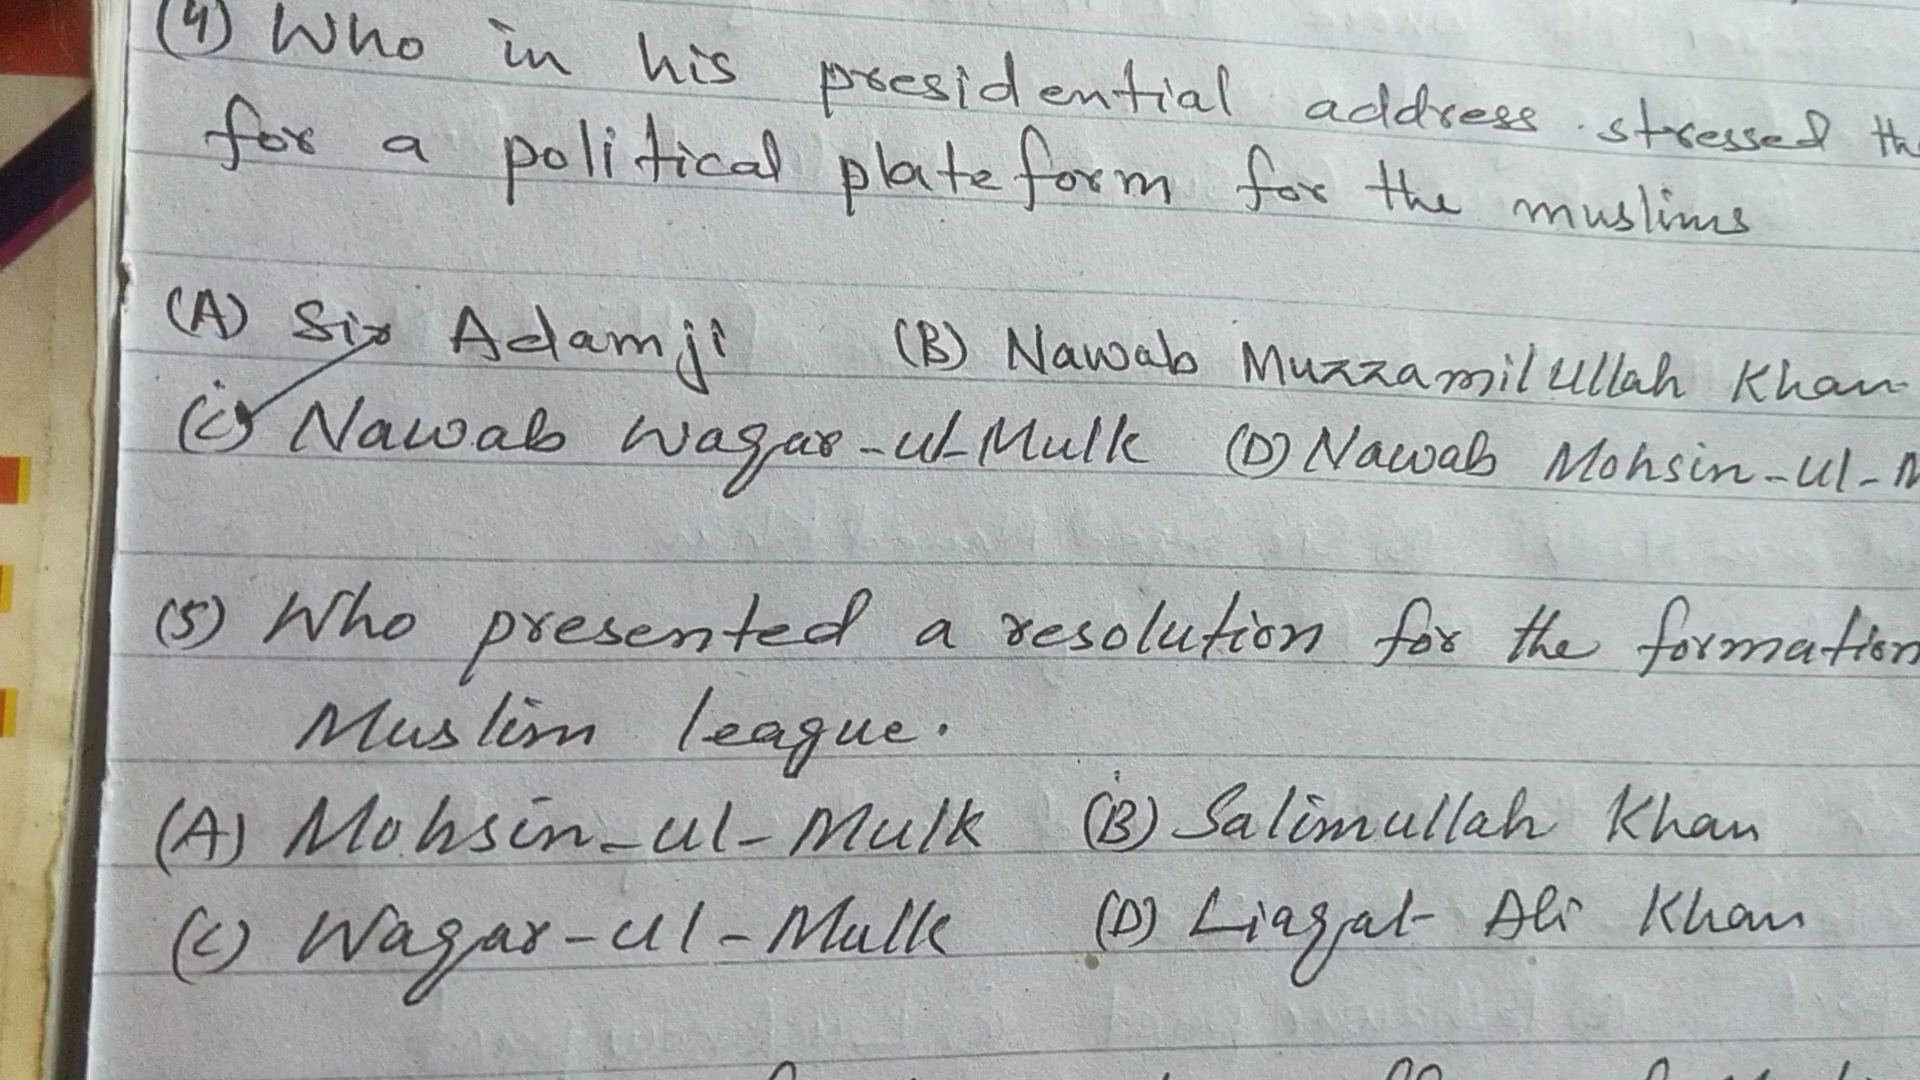 (4) Who in his presidential address stressed the
for a political plateform for the muslims
(A) Sir Adamji (B) Nawab Muzzamil Ullah Khan
(C) Nawab Waqar-ul-Mulk (D) Nawab Mohsin-ul-M
(5) Who presented a resolution for the formation
Muslim league.
(A) Mohsin-ul-Mulk (B) Salimullah Khan
(C) Waqar-ul-Mulk (D) Liaqat Ali Khan